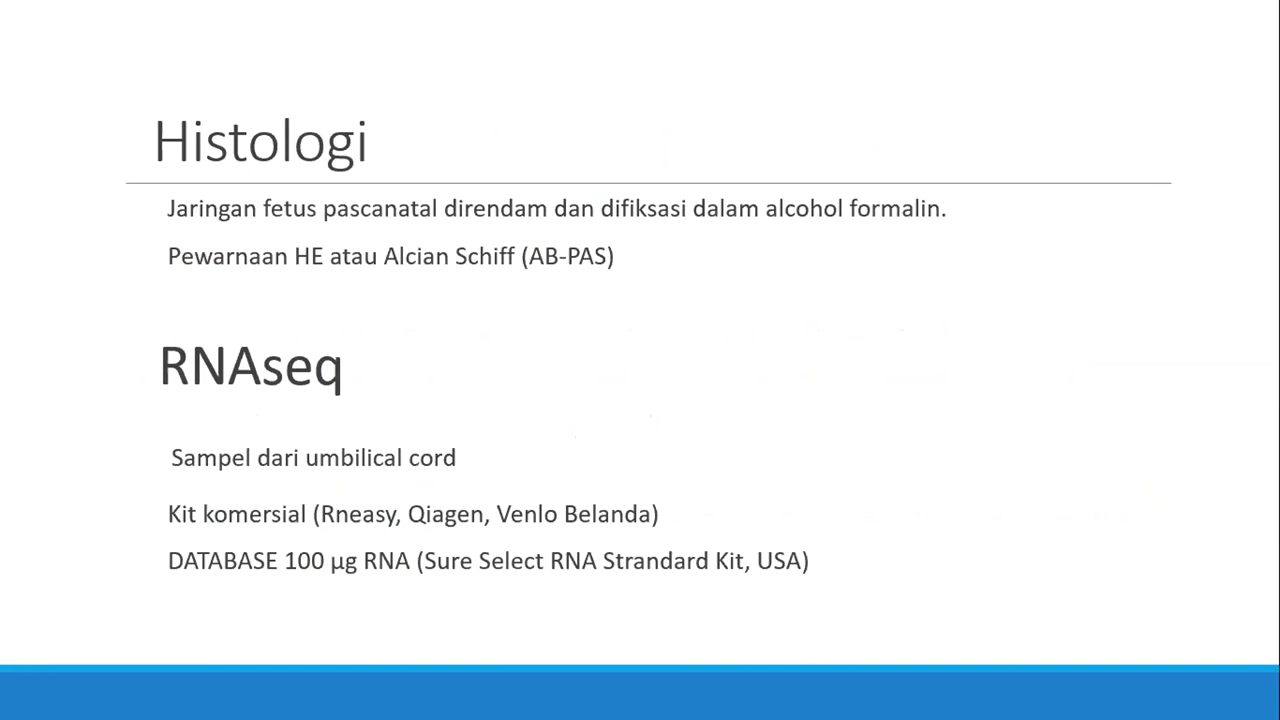 Histologi
Jaringan fetus pascanatal direndam dan difiksasi dalam alcohol formalin.
Pewarnaan HE atau Alcian Schiff (AB-PAS)
RNAseq
Sampel dari umbilical cord
Kit komersial (Rneasy, Qiagen, Venlo Belanda)
DATABASE 100 µg RNA (Sure Select RNA Strandard Kit, USA)